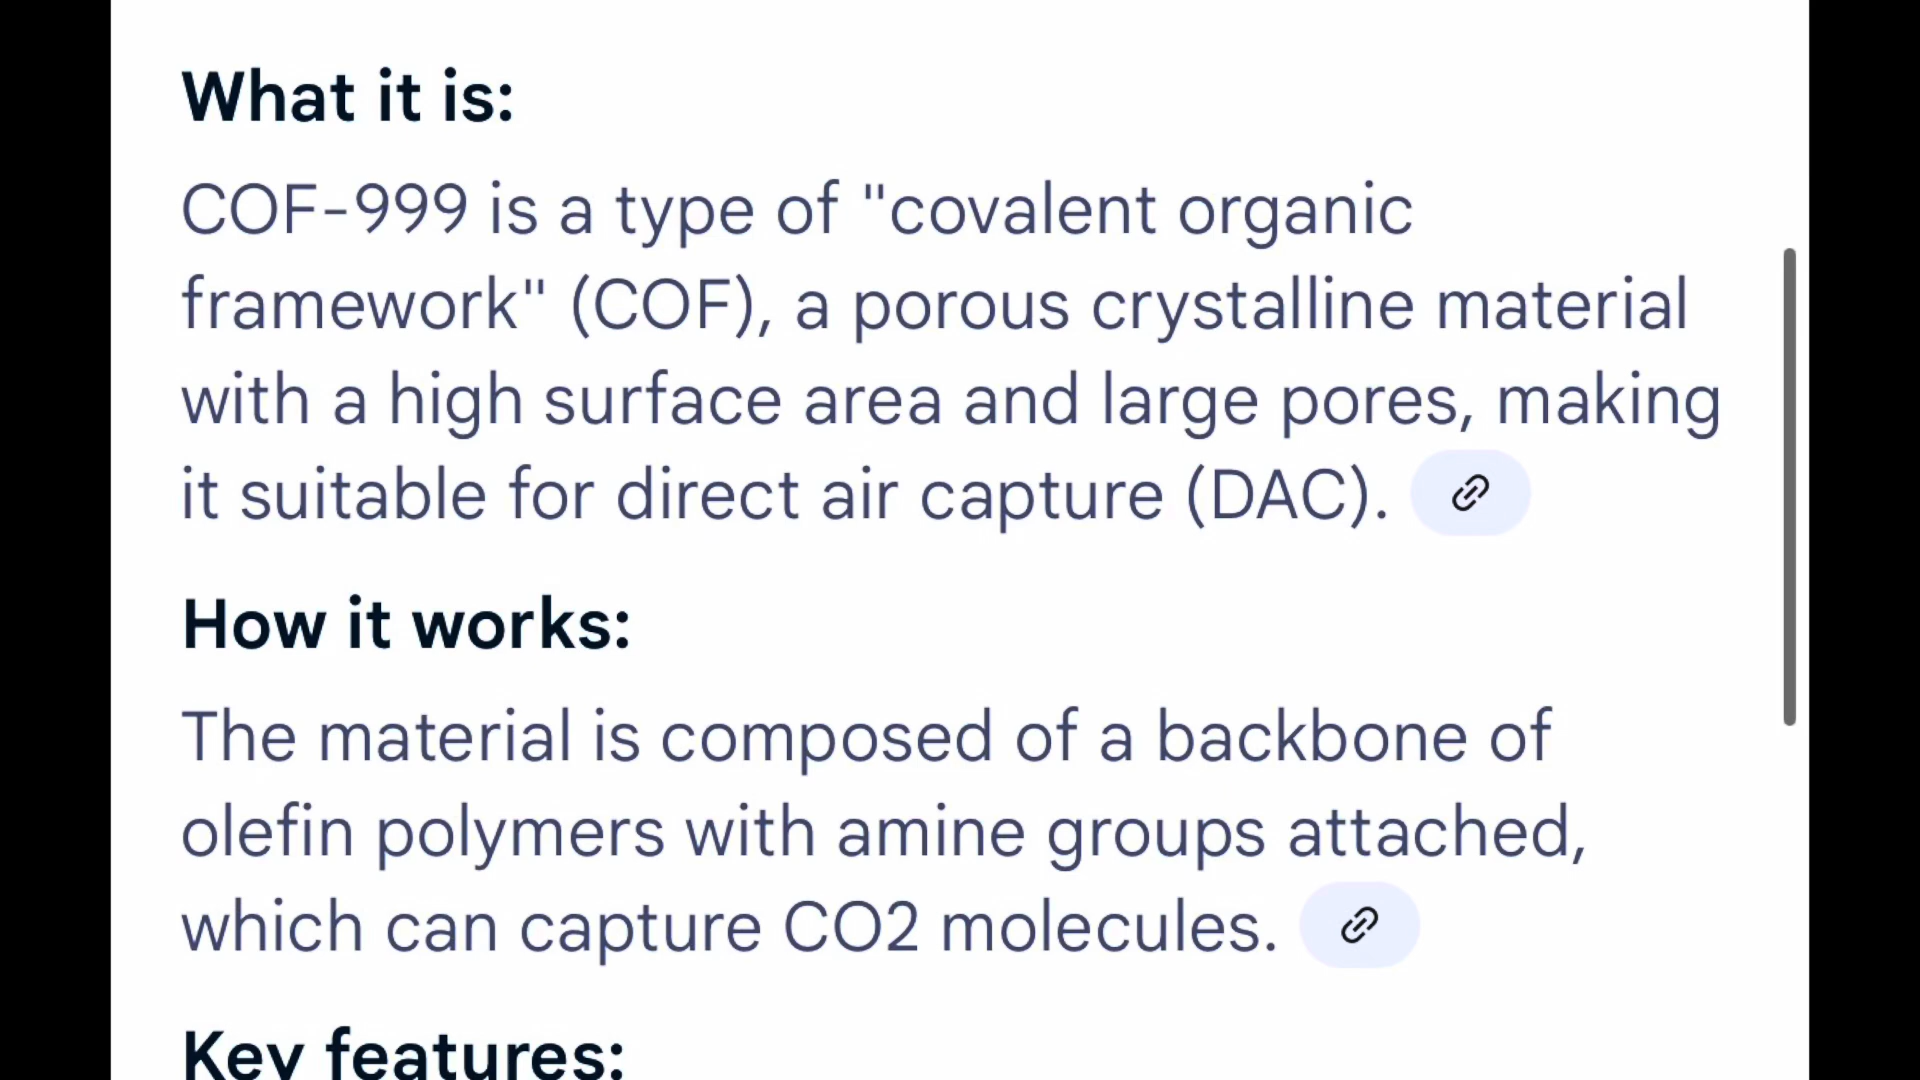 What it is:
COF-999 is a type of "covalent organic
framework" (COF), a porous crystalline material
with a high surface area and large pores, making
it suitable for direct air capture (DAC).
How it works:
The material is composed of a backbone of
olefin polymers with amine groups attached,
which can capture CO2 molecules.
Key features: